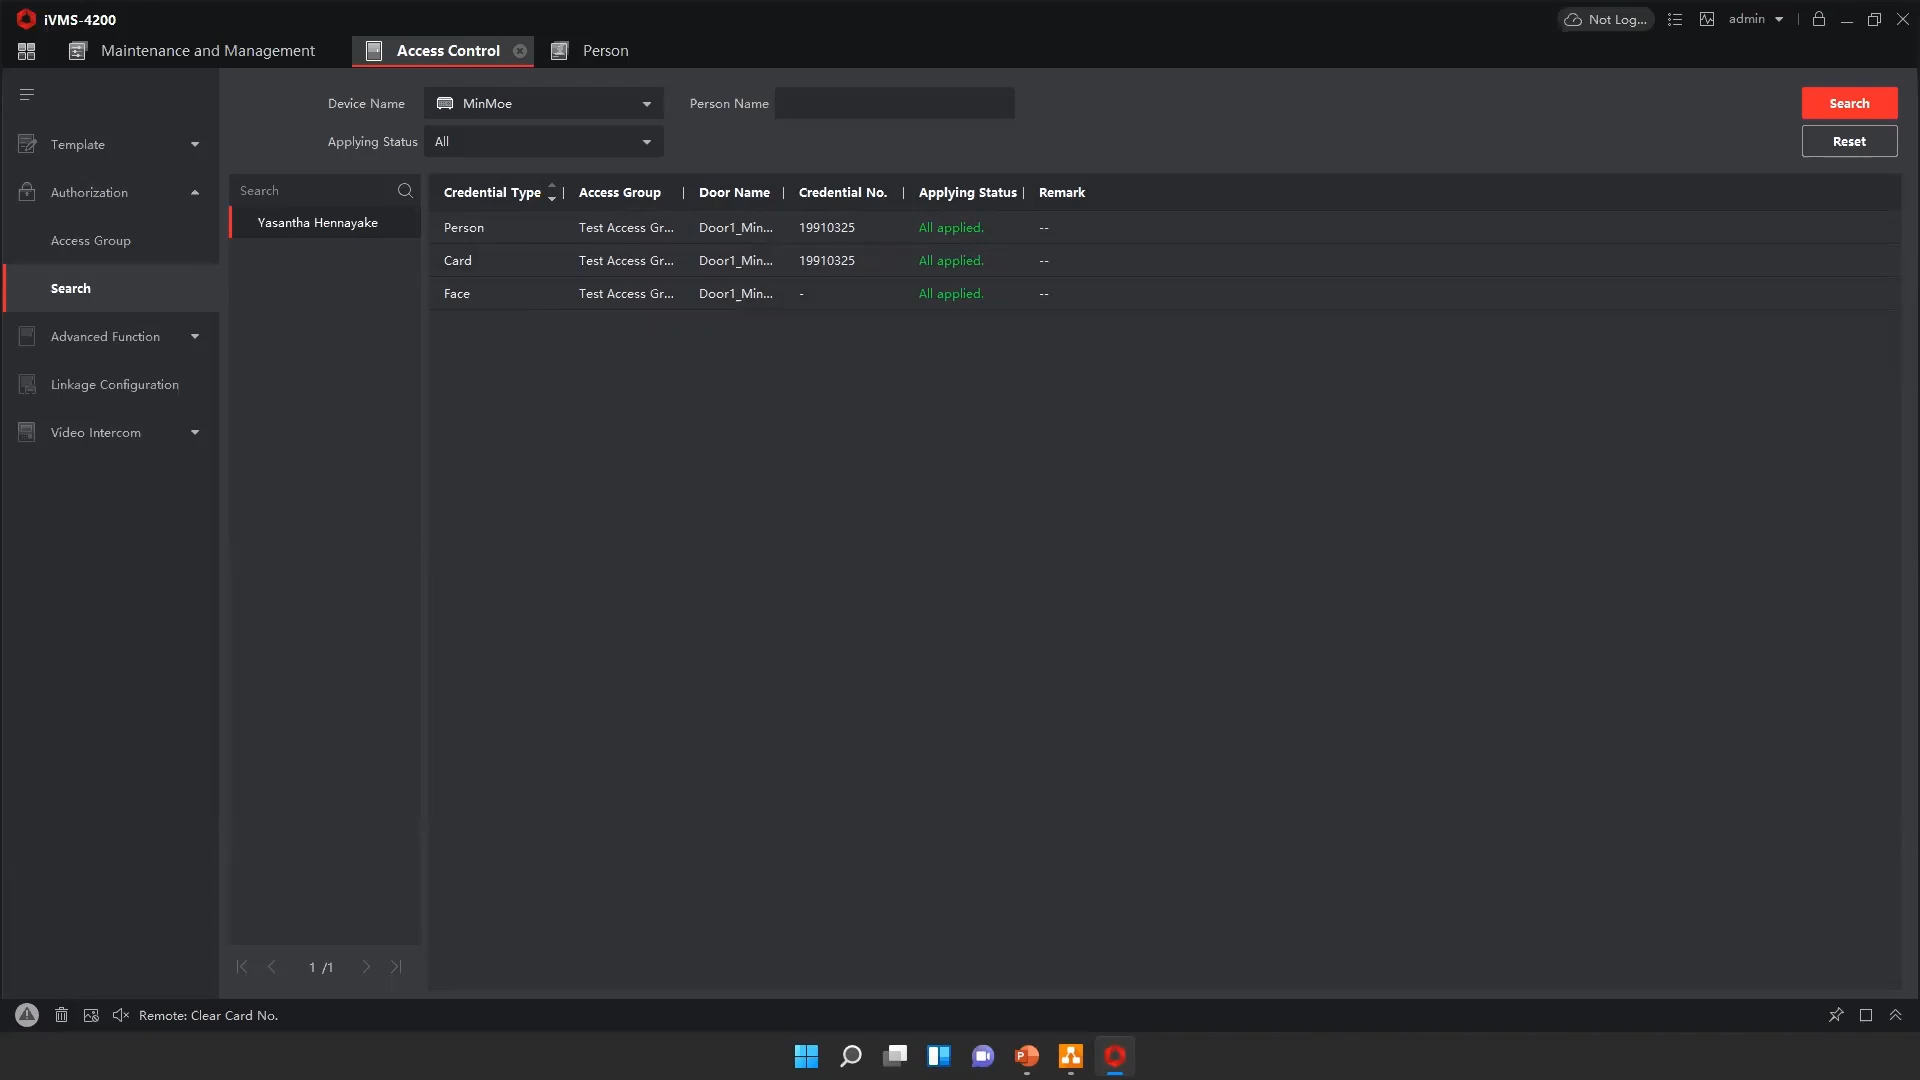 iVMS-4200
Not Log...
admin
Maintenance and Management
Access Control
Person
Device Name
MinMoe
Person Name
Search
Applying Status
All
Reset
Template
Authorization
Access Group
Search
Advanced Function
Linkage Configuration
Video Intercom
Search
Yasantha Hennayake
Credential Type | Access Group | Door Name | Credential No. | Applying Status | Remark
Person Test Access Gr... Door1_Min... 19910325 All applied. --
Card Test Access Gr... Door1_Min... 19910325 All applied. --
Face Test Access Gr... Door1_Min... - All applied. --
1 /1
Remote: Clear Card No.